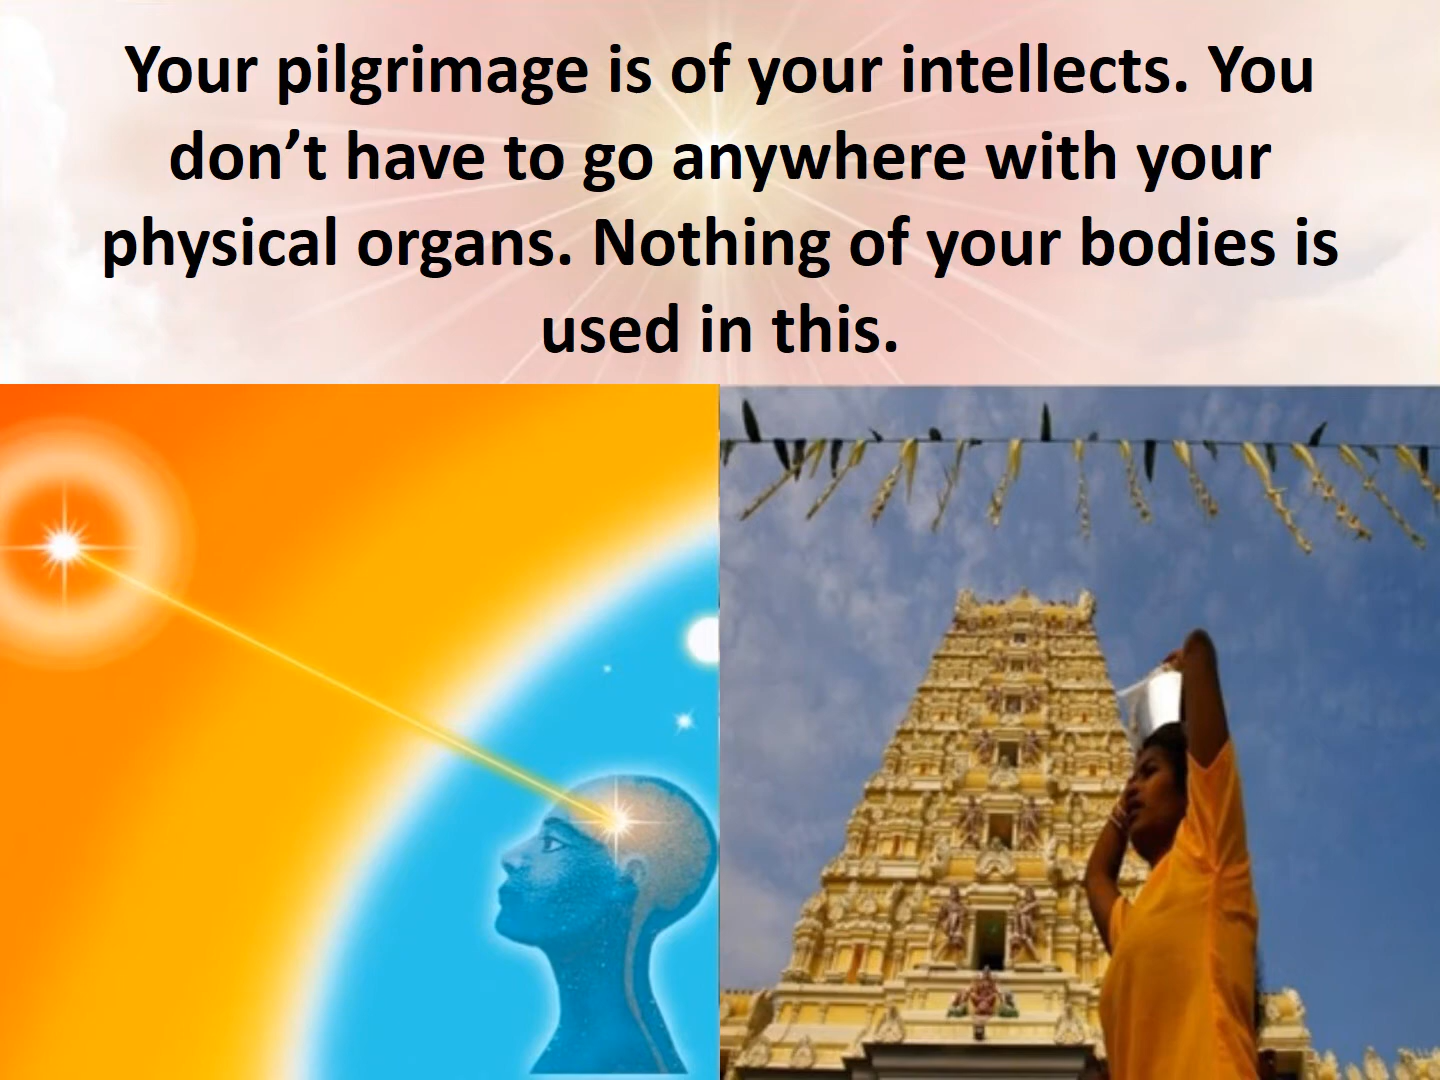 Your pilgrimage is of your intellects. You
don’t have to go anywhere with your
physical organs. Nothing of your bodies is
used in this.